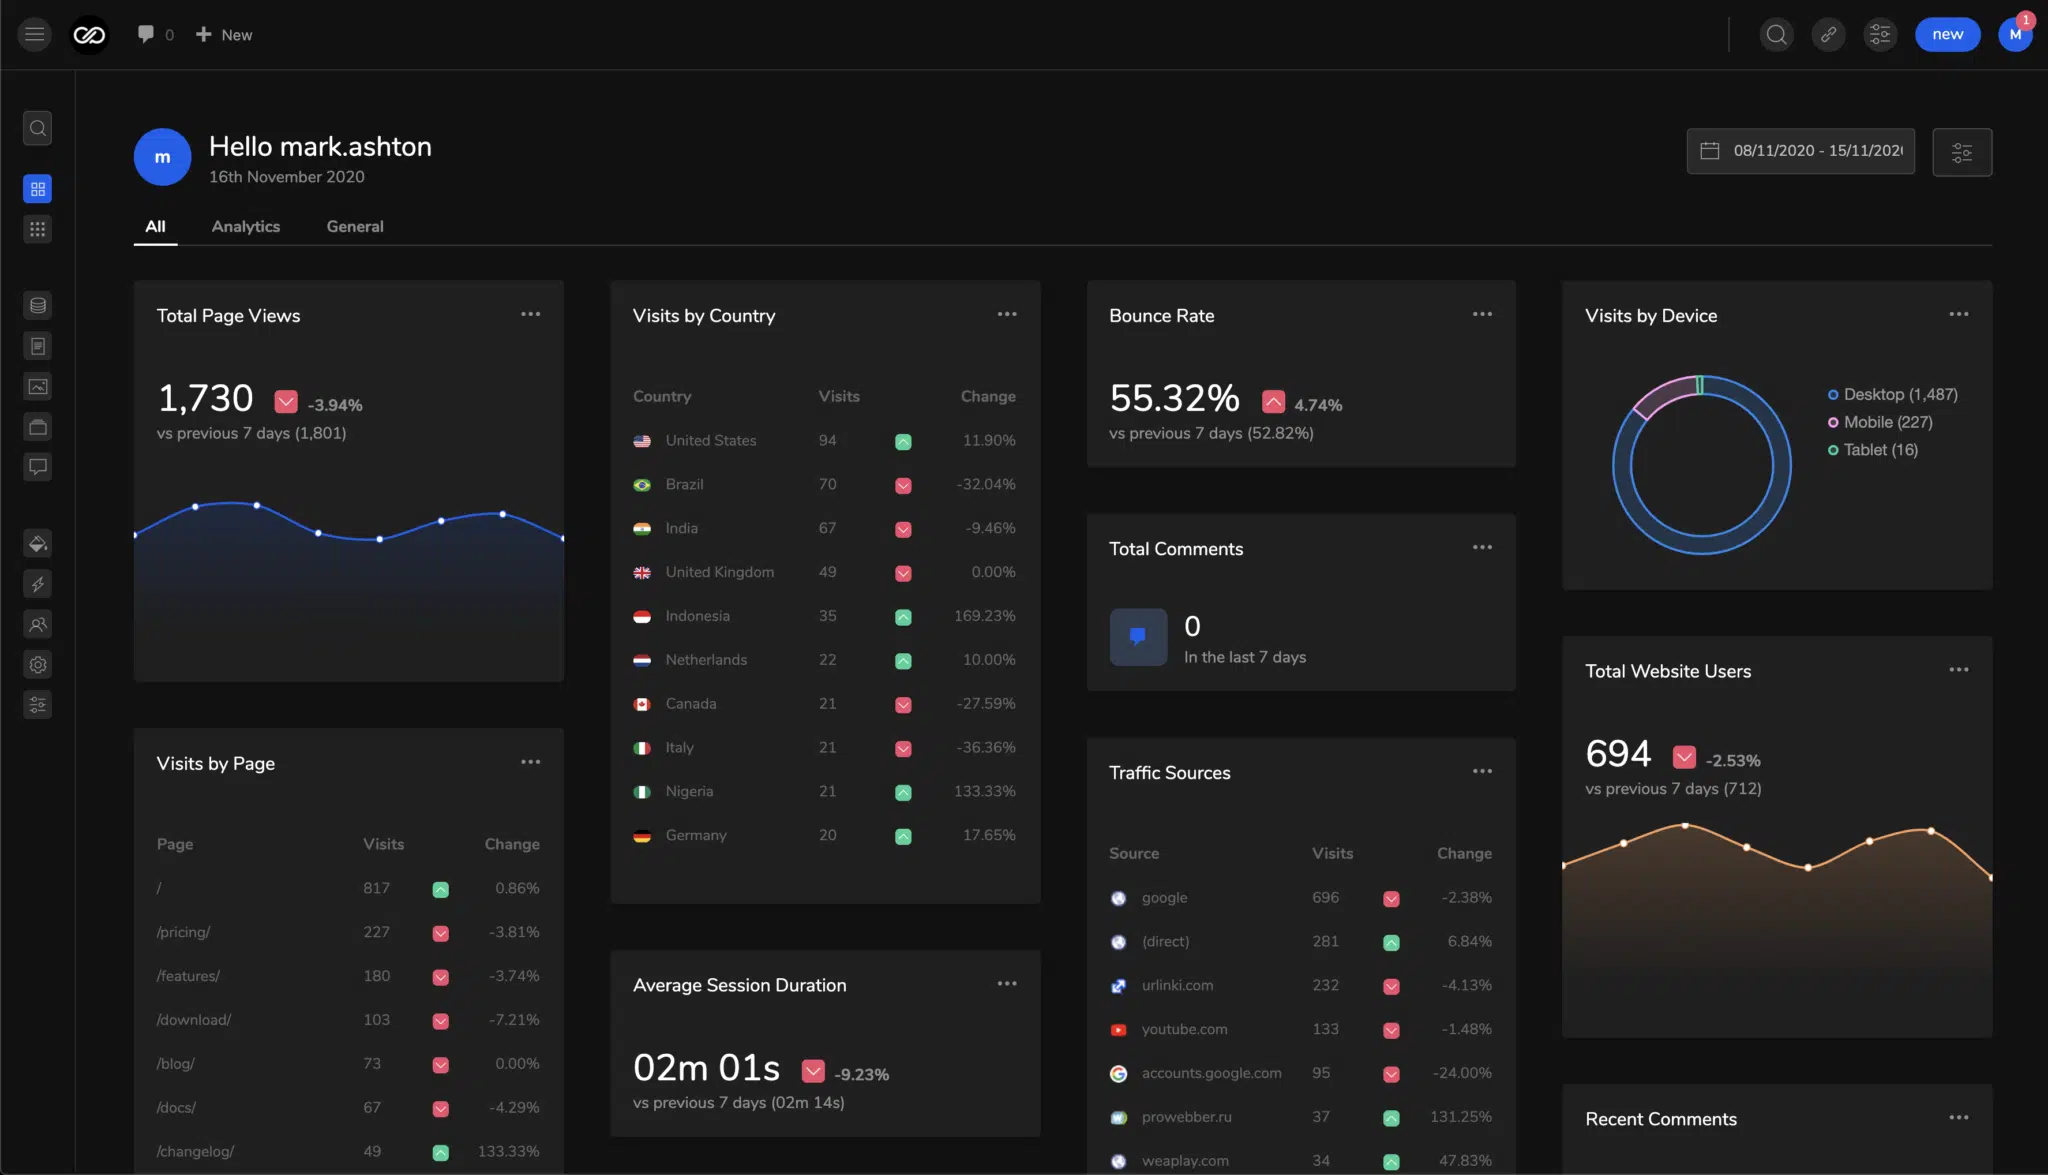 0
New
new
M
1
m
Hello mark.ashton
16th November 2020
08/11/2020 - 15/11/202
All
Analytics
General
Total Page Views
1,730 -3.94%
vs previous 7 days (1,801)
Visits by Page
Page Visits Change
/ 817 0.86%
/pricing/ 227 -3.81%
/features/ 180 -3.74%
/download/ 103 -7.21%
/blog/ 73 0.00%
/docs/ 67 -4.29%
/changelog/ 49 133.33%
Visits by Country
Country Visits Change
United States 94 11.90%
Brazil 70 -32.04%
India 67 -9.46%
United Kingdom 49 0.00%
Indonesia 35 169.23%
Netherlands 22 10.00%
Canada 21 -27.59%
Italy 21 -36.36%
Nigeria 21 133.33%
Germany 20 17.65%
Average Session Duration
02m 01s -9.23%
vs previous 7 days (02m 14s)
Bounce Rate
55.32% 4.74%
vs previous 7 days (52.82%)
Total Comments
0
In the last 7 days
Traffic Sources
Source Visits Change
google 696 -2.38%
(direct) 281 6.84%
urlinki.com 232 -4.13%
youtube.com 133 -1.48%
accounts.google.com 95 -24.00%
prowebber.ru 37 131.25%
weaplay.com 34 47.83%
Visits by Device
Desktop (1,487)
Mobile (227)
Tablet (16)
Total Website Users
694 -2.53%
vs previous 7 days (712)
Recent Comments